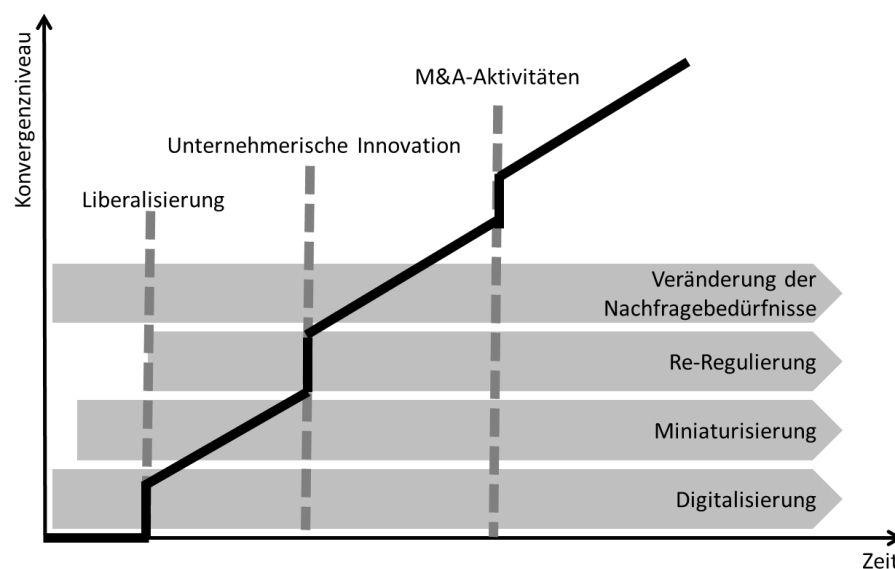 M&A-Aktivitäten
Konvergenzniveau
Unternehmerische Innovation
Liberalisierung
Veränderung der
Nachfragebedürfnisse
Re-Regulierung
Miniaturisierung
Digitalisierung
Zeit